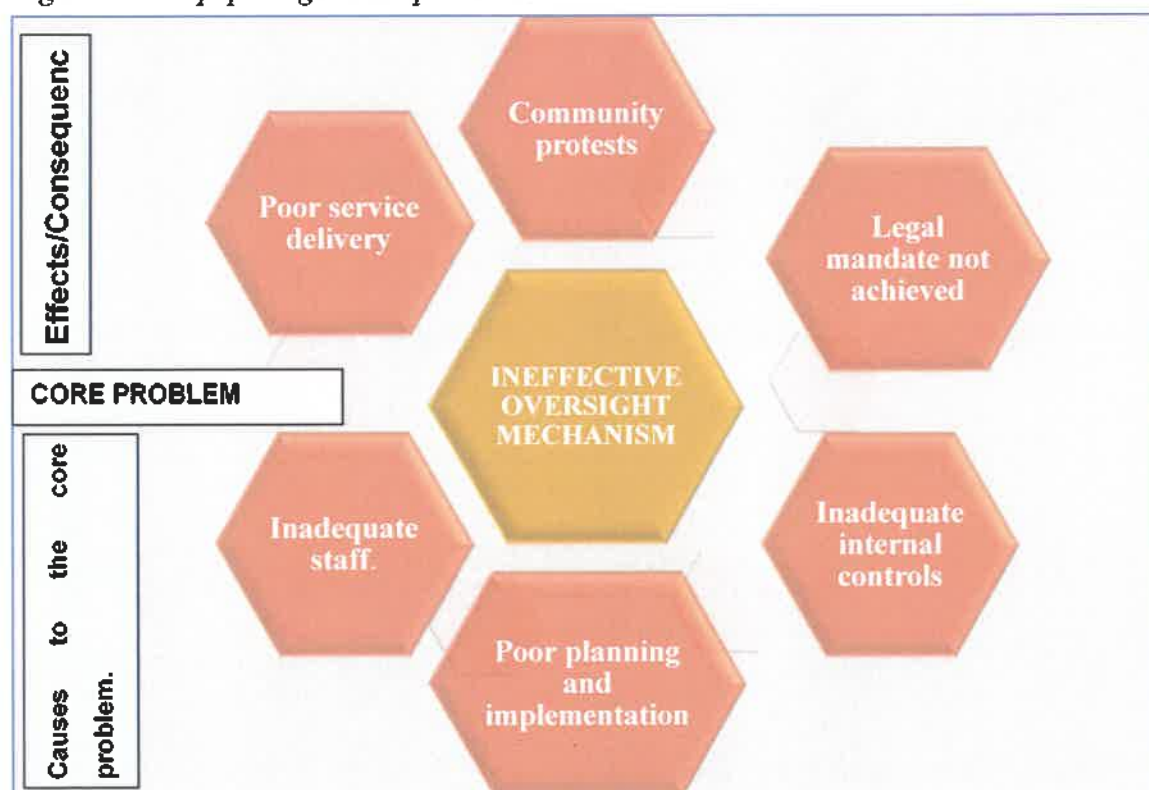 Effects/Consequenc
Community
protests
Poor service
delivery
Legal
mandate not
achieved
CORE PROBLEM
INEFFECTIVE
OVERSIGHT
MECHANISM
Causes to the core
problem.
Inadequate
staff.
Inadequate
internal
controls
Poor planning
and
implementation